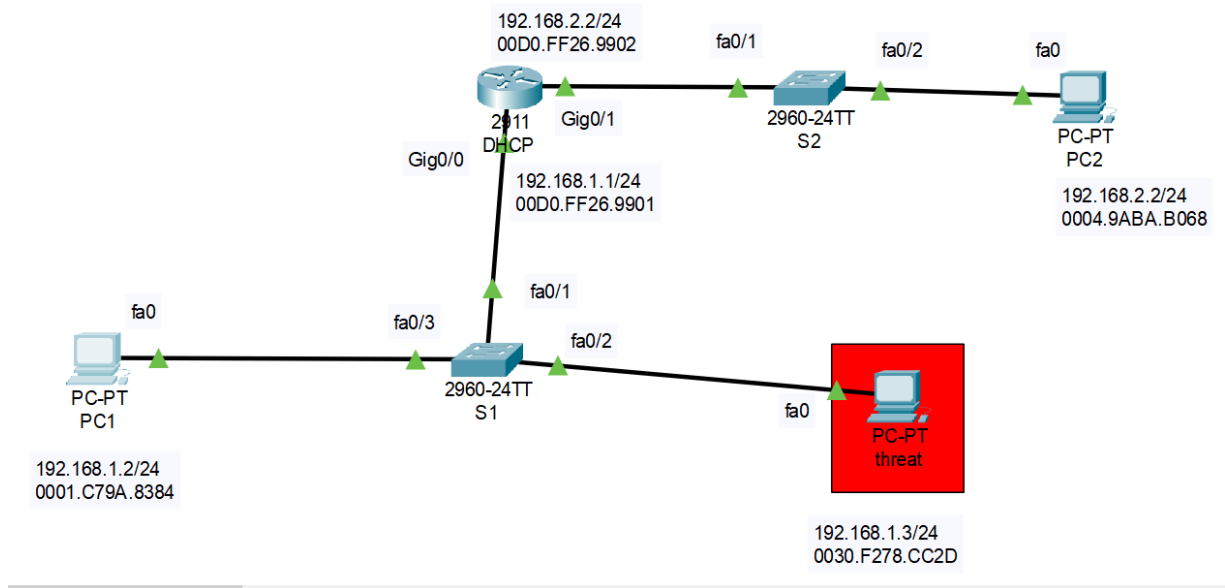 192.168.2.2/24
00D0.FF26.9902
fa0/1
fa0/2
fa0
2911
DHCP
Gig0/1
2960-24TT
S2
PC-PT
PC2
Gig0/0
192.168.1.1/24
00D0.FF26.9901
192.168.2.2/24
0004.9ABA.B068
fa0
fa0/3
fa0/1
fa0/2
PC-PT
PC1
2960-24TT
S1
fa0
PC-PT
threat
192.168.1.2/24
0001.C79A.8384
192.168.1.3/24
0030.F278.CC2D